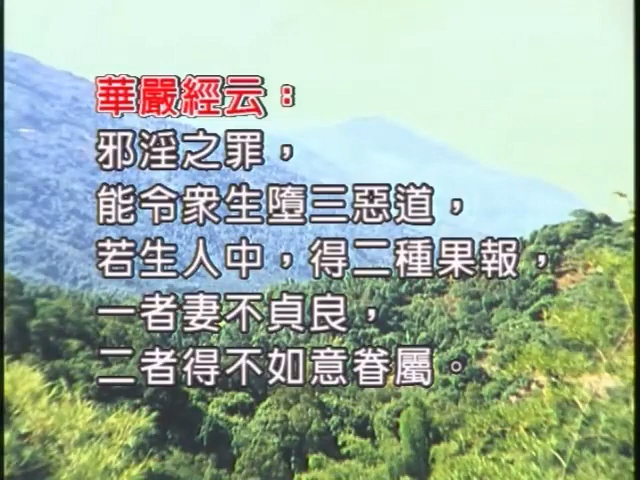 華嚴經云：
邪淫之罪，
能令眾生墮三惡道，
若生人中，得二種果報，
一者妻不貞良，
二者得不如意眷屬。